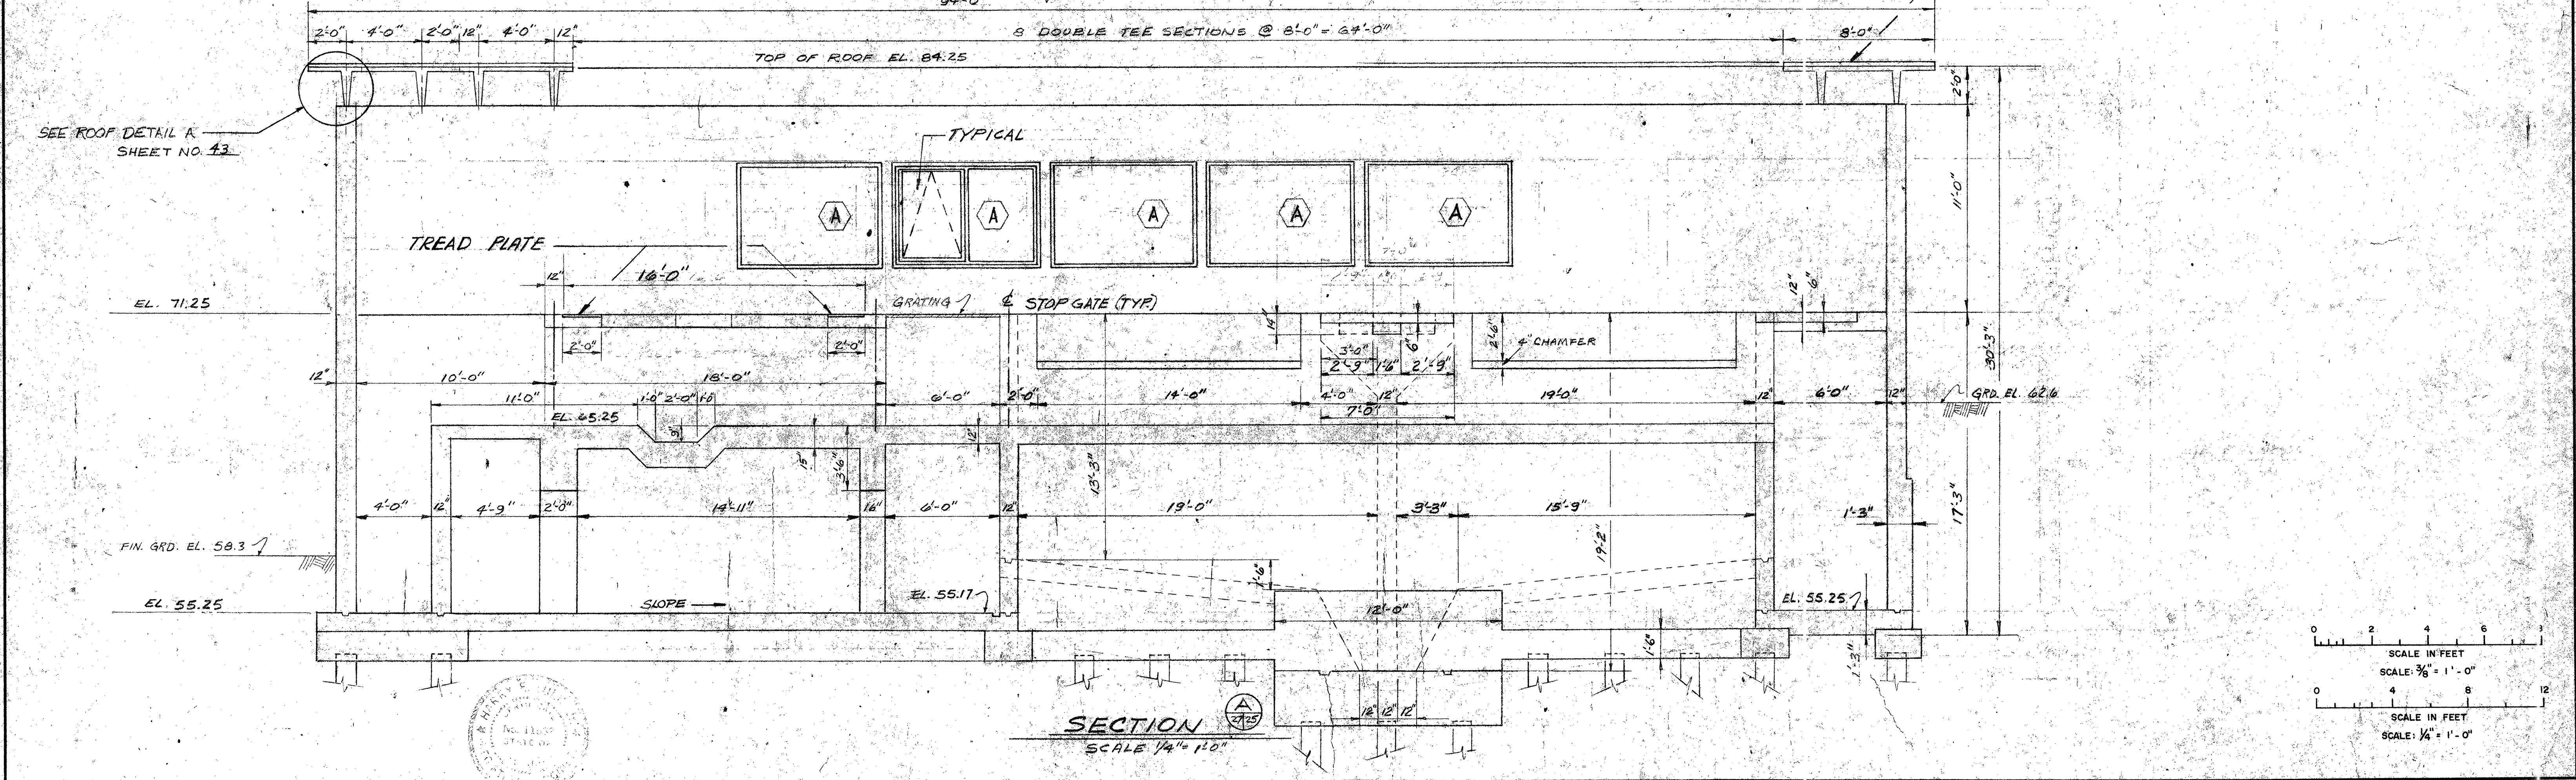 94'-0"
2'-0" 4'-0" 2'-0" 12" 4'-0" 12"
8 DOUBLE TEE SECTIONS @ 8'-0" = 64'-0"
8'-0"
TOP OF ROOF EL. 84.25
2'-0"
SEE ROOF DETAIL A
SHEET NO. 43
TYPICAL
A A A A A
11'-0"
TREAD PLATE
12" 16'-0"
EL. 71.25
GRATING
℄ STOP GATE (TYP.)
14"
12" 6"
2'-0" 2'-0"
3'-0" 6"
2'-9" 1'-6" 2'-9"
2'-6"
4" CHAMFER
30'-3"
12" 10'-0" 18'-0"
11'-0" 1'-0" 2'-0" 1'-0" 6'-0" 2'-0" 14'-0" 4'-0" 12" 19'-0" 12" 6'-0" 12"
7'-0"
GRD. EL. 62.6
EL. 65.25
9"
15" 3'-6" 12"
13'-3"
4'-0" 12" 4'-9" 2'-0" 14'-11" 16" 6'-0" 12" 19'-0" 3'-3" 15'-9" 1'-3"
17'-3"
19'-2"
FIN. GRD. EL. 58.3
1'-6"
EL. 55.25
SLOPE
EL. 55.17
12'-0"
EL. 55.25
1'-6" 1'-3"
12" 12" 12"
SECTION A
27/25
SCALE 1/4" = 1'-0"
0 2 4 6
SCALE IN FEET
SCALE: 3/8" = 1' - 0"
0 4 8 12
SCALE IN FEET
SCALE: 1/4" = 1' - 0"